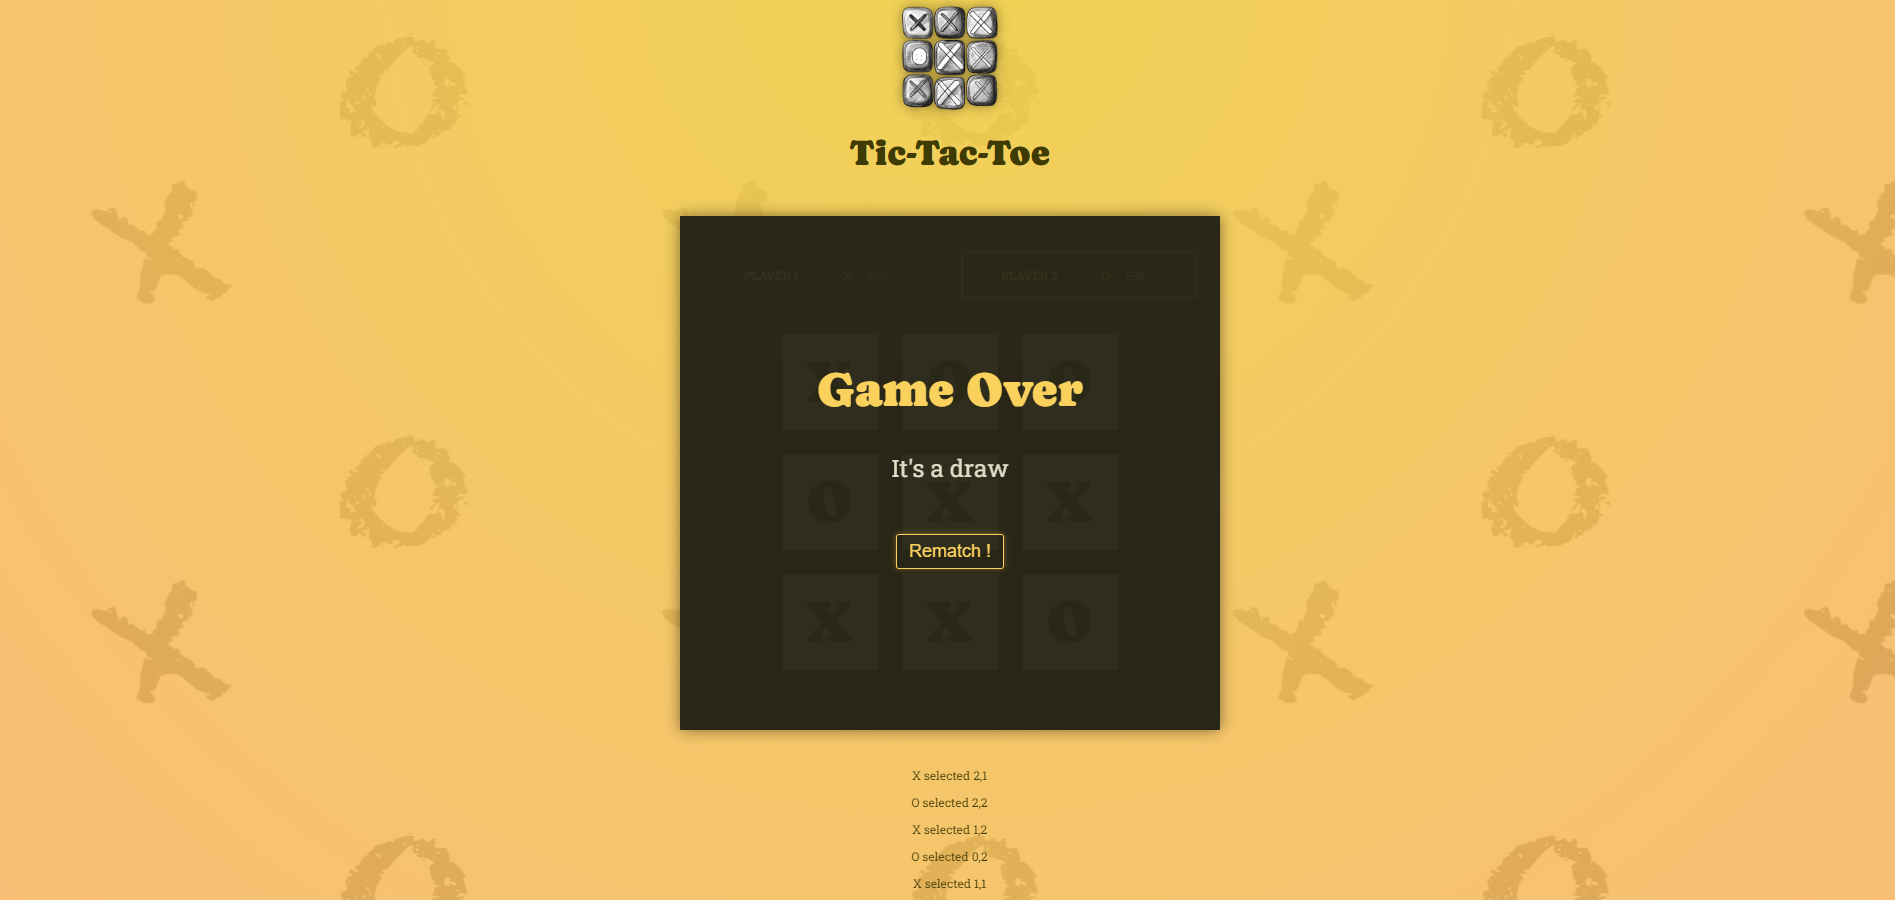 Tic-Tac-Toe
PLAYER 1 X Edit PLAYER 2 O Edit
X O O
Game Over
It's a draw
O X X
Rematch !
X X O
X selected 2,1
O selected 2,2
X selected 1,2
O selected 0,2
X selected 1,1